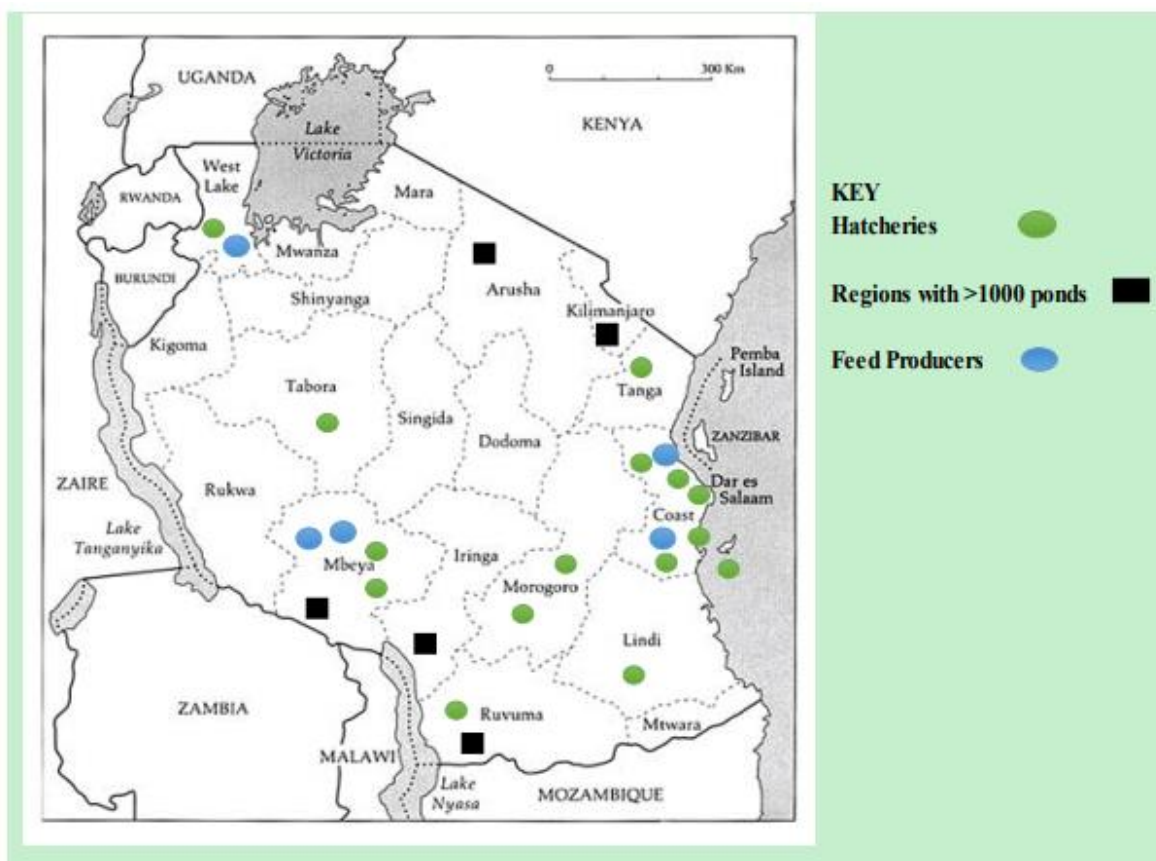 UGANDA
0
300 Km
KENYA
Lake
Victoria
West
Lake
Mara
RWANDA
Mwanza
BURUNDI
Arusha
Shinyanga
Kilimanjaro
Kigoma
Pemba
Island
Tabora
Tanga
Singida
Dodoma
ZANZIBAR
ZAIRE
Rukwa
Dar es
Salaam
Coast
Lake
Tanganyika
Mbeya
Iringa
Morogoro
Lindi
ZAMBIA
Ruvuma
Mtwara
MALAWI
Lake
Nyasa
MOZAMBIQUE
KEY
Hatcheries
Regions with >1000 ponds
Feed Producers